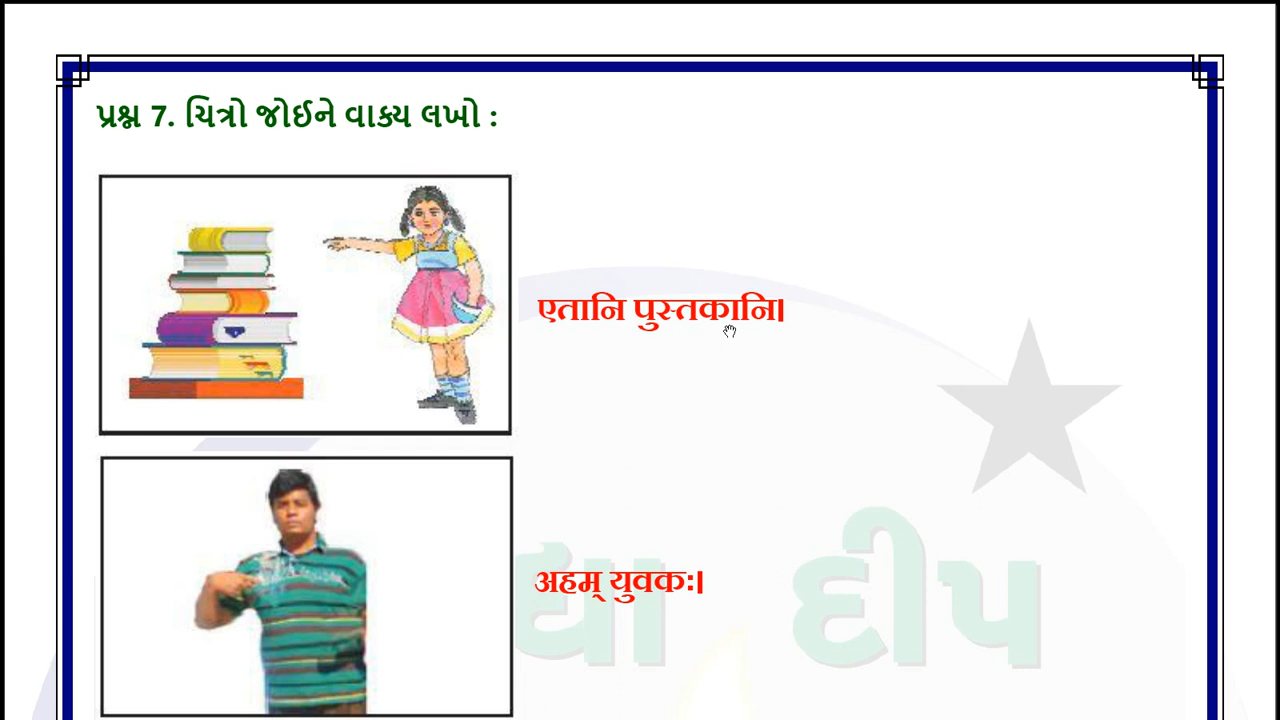 પ્રશ્ન 7. ચિત્રો જોઈને વાક્ય લખો :
एतानि पुस्तकानि।
अहम् युवकः।
દીપ